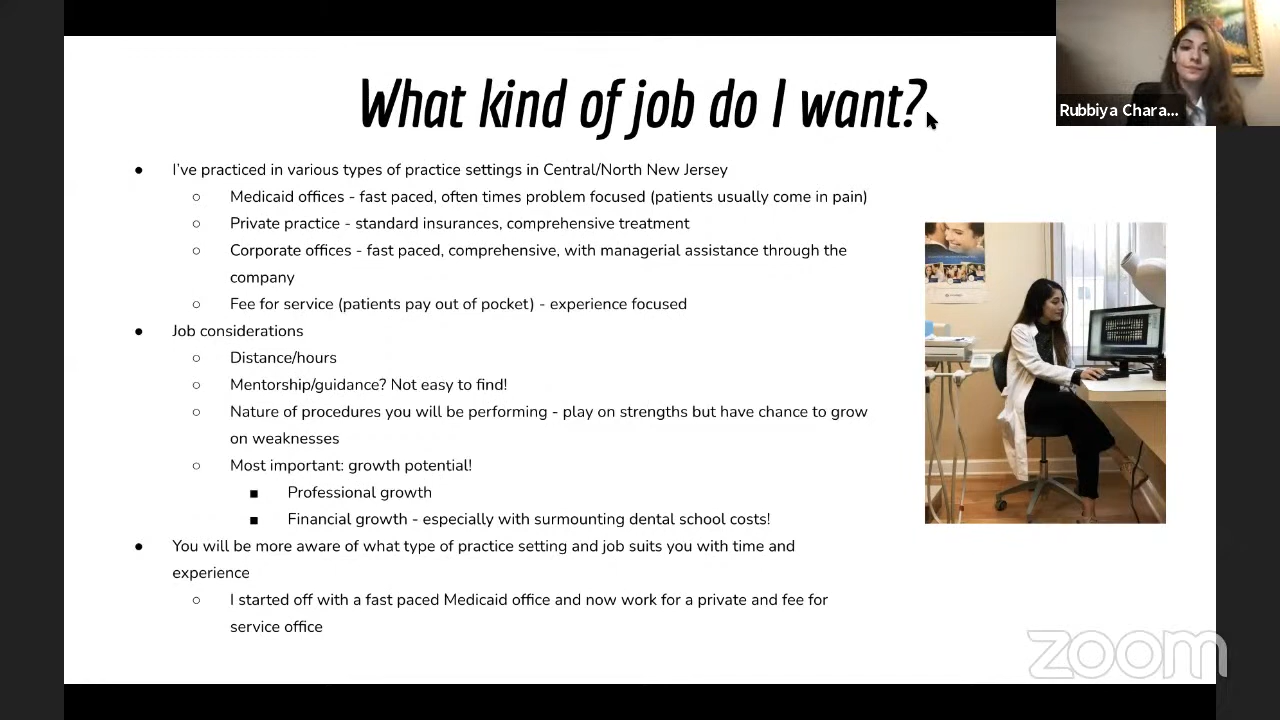 What kind of job do I want?
Rubbiya Chara...
● I've practiced in various types of practice settings in Central/North New Jersey
○ Medicaid offices - fast paced, often times problem focused (patients usually come in pain)
○ Private practice - standard insurances, comprehensive treatment
○ Corporate offices - fast paced, comprehensive, with managerial assistance through the
company
○ Fee for service (patients pay out of pocket) - experience focused
● Job considerations
○ Distance/hours
○ Mentorship/guidance? Not easy to find!
○ Nature of procedures you will be performing - play on strengths but have chance to grow
on weaknesses
○ Most important: growth potential!
■ Professional growth
■ Financial growth - especially with surmounting dental school costs!
● You will be more aware of what type of practice setting and job suits you with time and
experience
○ I started off with a fast paced Medicaid office and now work for a private and fee for
service office
zoom